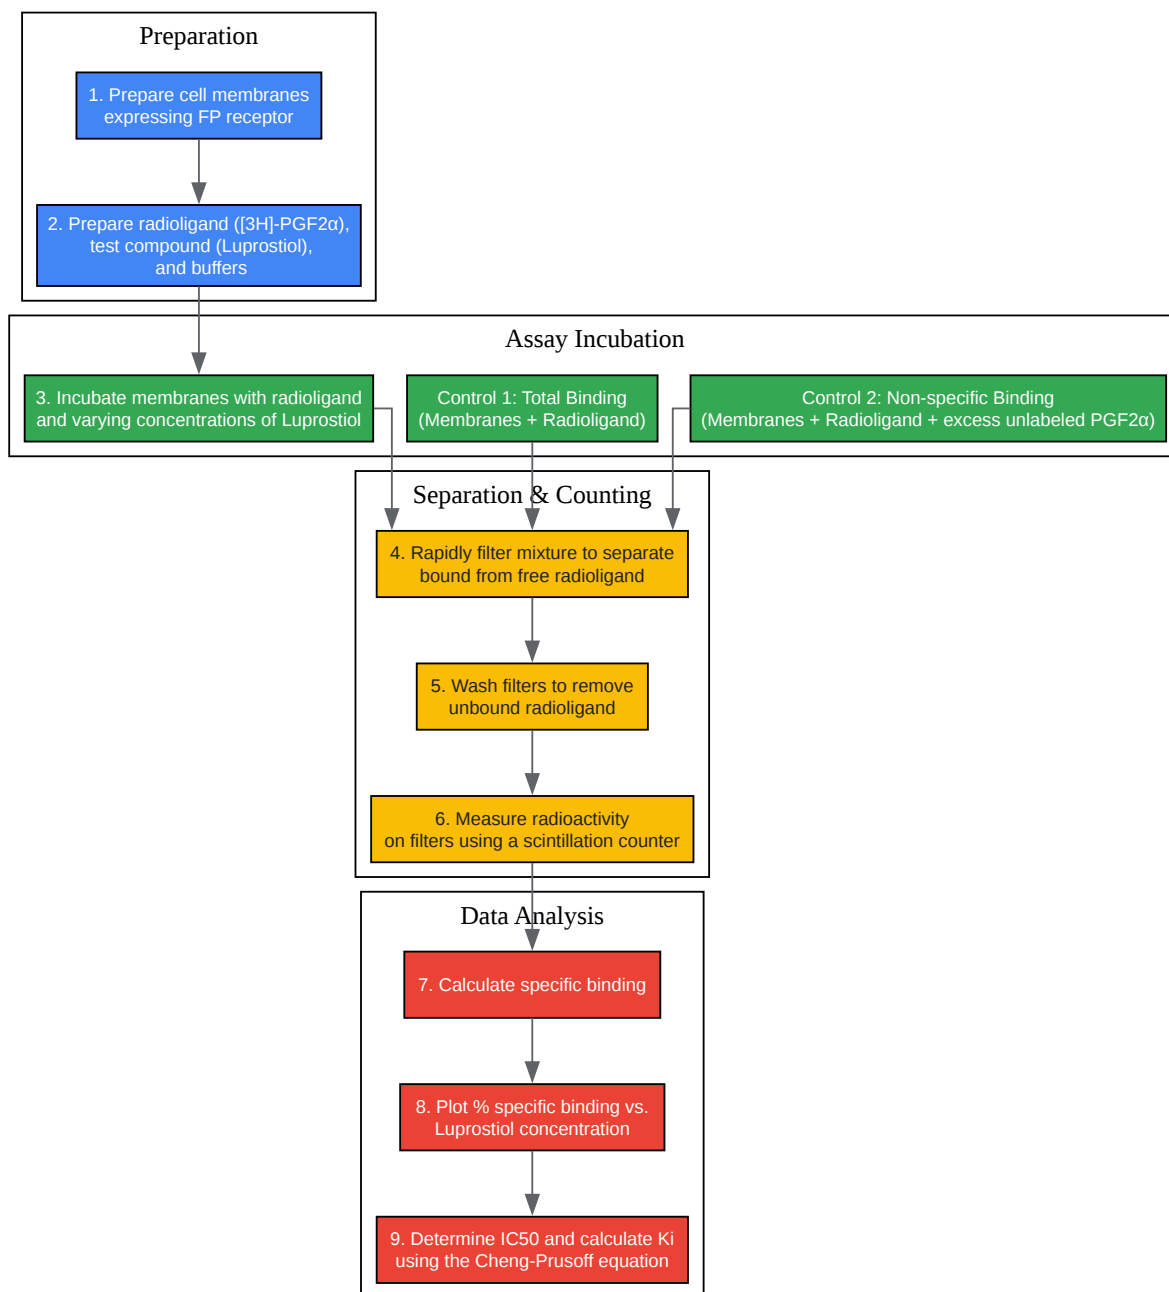 Preparation
1. Prepare cell membranes
expressing FP receptor
2. Prepare radioligand ([3H]-PGF2α),
test compound (Luprostiol),
and buffers
Assay Incubation
3. Incubate membranes with radioligand
and varying concentrations of Luprostiol
Control 1: Total Binding
(Membranes + Radioligand)
Control 2: Non-specific Binding
(Membranes + Radioligand + excess unlabeled PGF2α)
Separation & Counting
4. Rapidly filter mixture to separate
bound from free radioligand
5. Wash filters to remove
unbound radioligand
6. Measure radioactivity
on filters using a scintillation counter
Data Analysis
7. Calculate specific binding
8. Plot % specific binding vs.
Luprostiol concentration
9. Determine IC50 and calculate Ki
using the Cheng-Prusoff equation